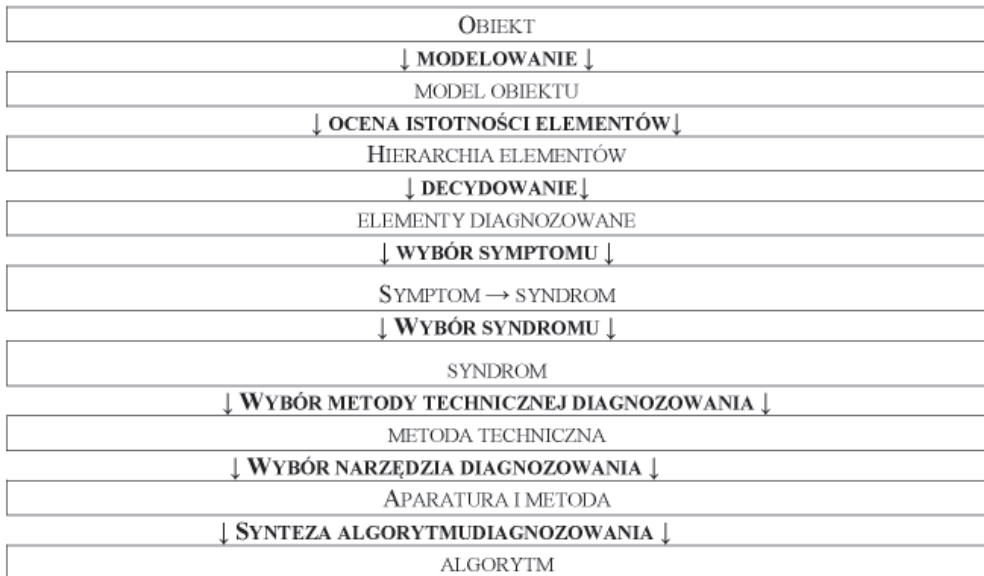 OBIEKT
↓ MODELOWANIE ↓
MODEL OBIEKTU
↓ OCENA ISTOTNOŚCI ELEMENTÓW↓
HIERARCHIA ELEMENTÓW
↓ DECYDOWANIE↓
ELEMENTY DIAGNOZOWANE
↓ WYBÓR SYMPTOMU ↓
SYMPTOM → SYNDROM
↓ WYBÓR SYNDROMU ↓
SYNDROM
↓ WYBÓR METODY TECHNICZNEJ DIAGNOZOWANIA ↓
METODA TECHNICZNA
↓ WYBÓR NARZĘDZIA DIAGNOZOWANIA ↓
APARATURA I METODA
↓ SYNTEZA ALGORYTMUDIAGNOZOWANIA ↓
ALGORYTM